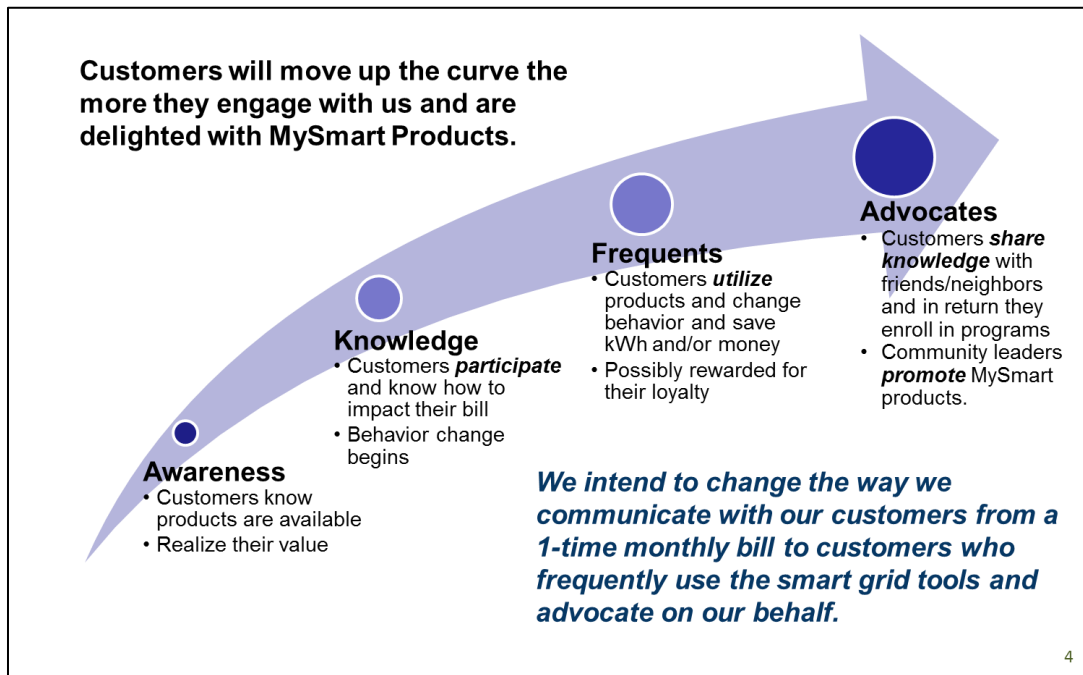 Customers will move up the curve the
more they engage with us and are
delighted with MySmart Products.
Awareness
• Customers know
products are available
• Realize their value
Knowledge
• Customers participate
and know how to
impact their bill
• Behavior change
begins
Frequents
• Customers utilize
products and change
behavior and save
kWh and/or money
• Possibly rewarded for
their loyalty
Advocates
• Customers share
knowledge with
friends/neighbors
and in return they
enroll in programs
• Community leaders
promote MySmart
products.
We intend to change the way we
communicate with our customers from a
1-time monthly bill to customers who
frequently use the smart grid tools and
advocate on our behalf.
4